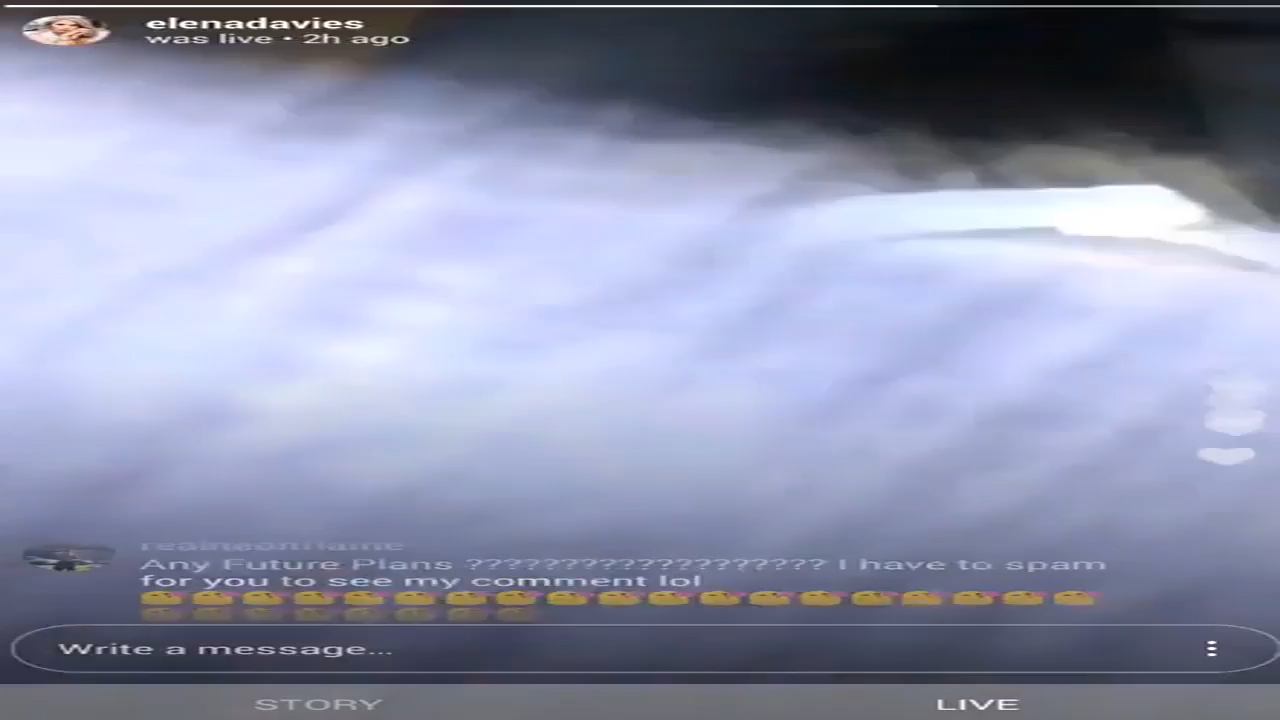 elenadavies
was live • 2h ago
Any Future Plans ??????????????????? I have to spam
for you to see my comment lol
Write a message...
STORY
LIVE